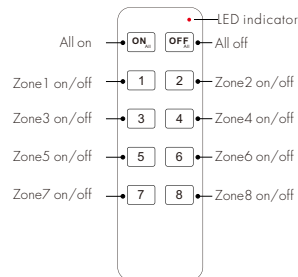 LED indicator
All on ON All OFF All All off
Zone1 on/off 1 2 Zone2 on/off
Zone3 on/off 3 4 Zone4 on/off
Zone5 on/off 5 6 Zone6 on/off
Zone7 on/off 7 8 Zone8 on/off